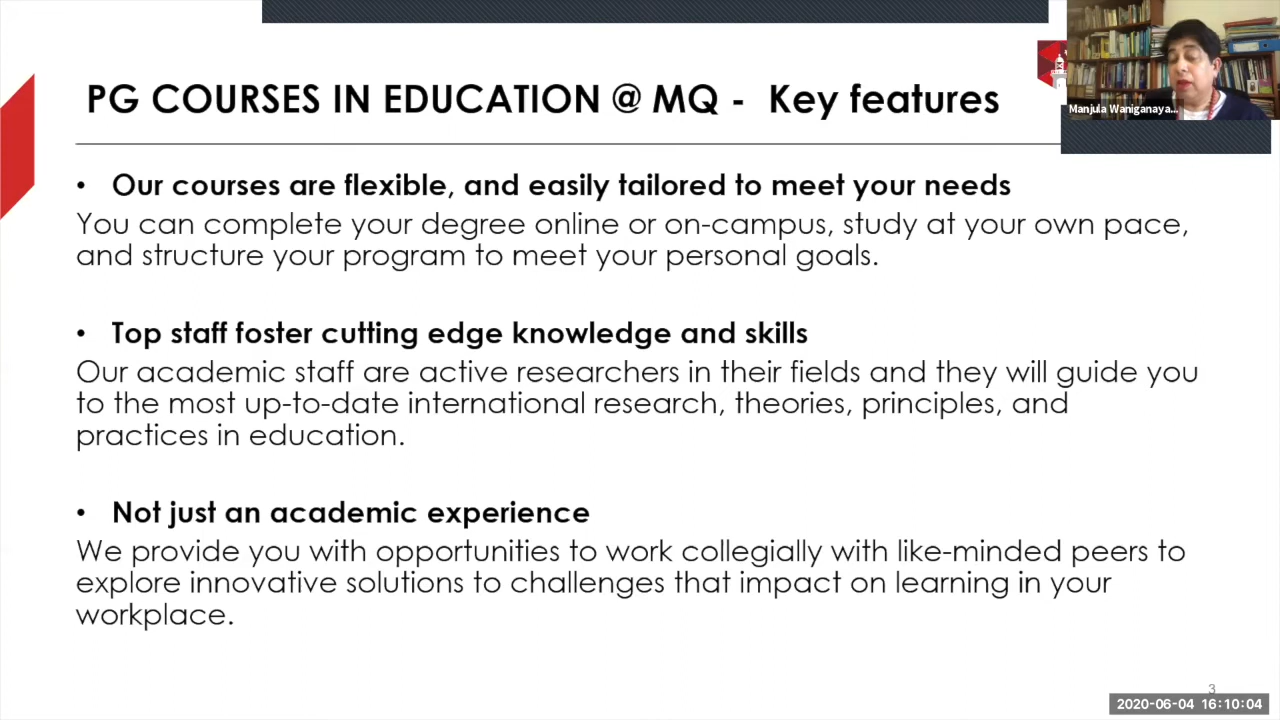 PG COURSES IN EDUCATION @ MQ - Key features
Manjula Waniganaya...
• Our courses are flexible, and easily tailored to meet your needs
You can complete your degree online or on-campus, study at your own pace,
and structure your program to meet your personal goals.
• Top staff foster cutting edge knowledge and skills
Our academic staff are active researchers in their fields and they will guide you
to the most up-to-date international research, theories, principles, and
practices in education.
• Not just an academic experience
We provide you with opportunities to work collegially with like-minded peers to
explore innovative solutions to challenges that impact on learning in your
workplace.
3
2020-06-04 16:10:04